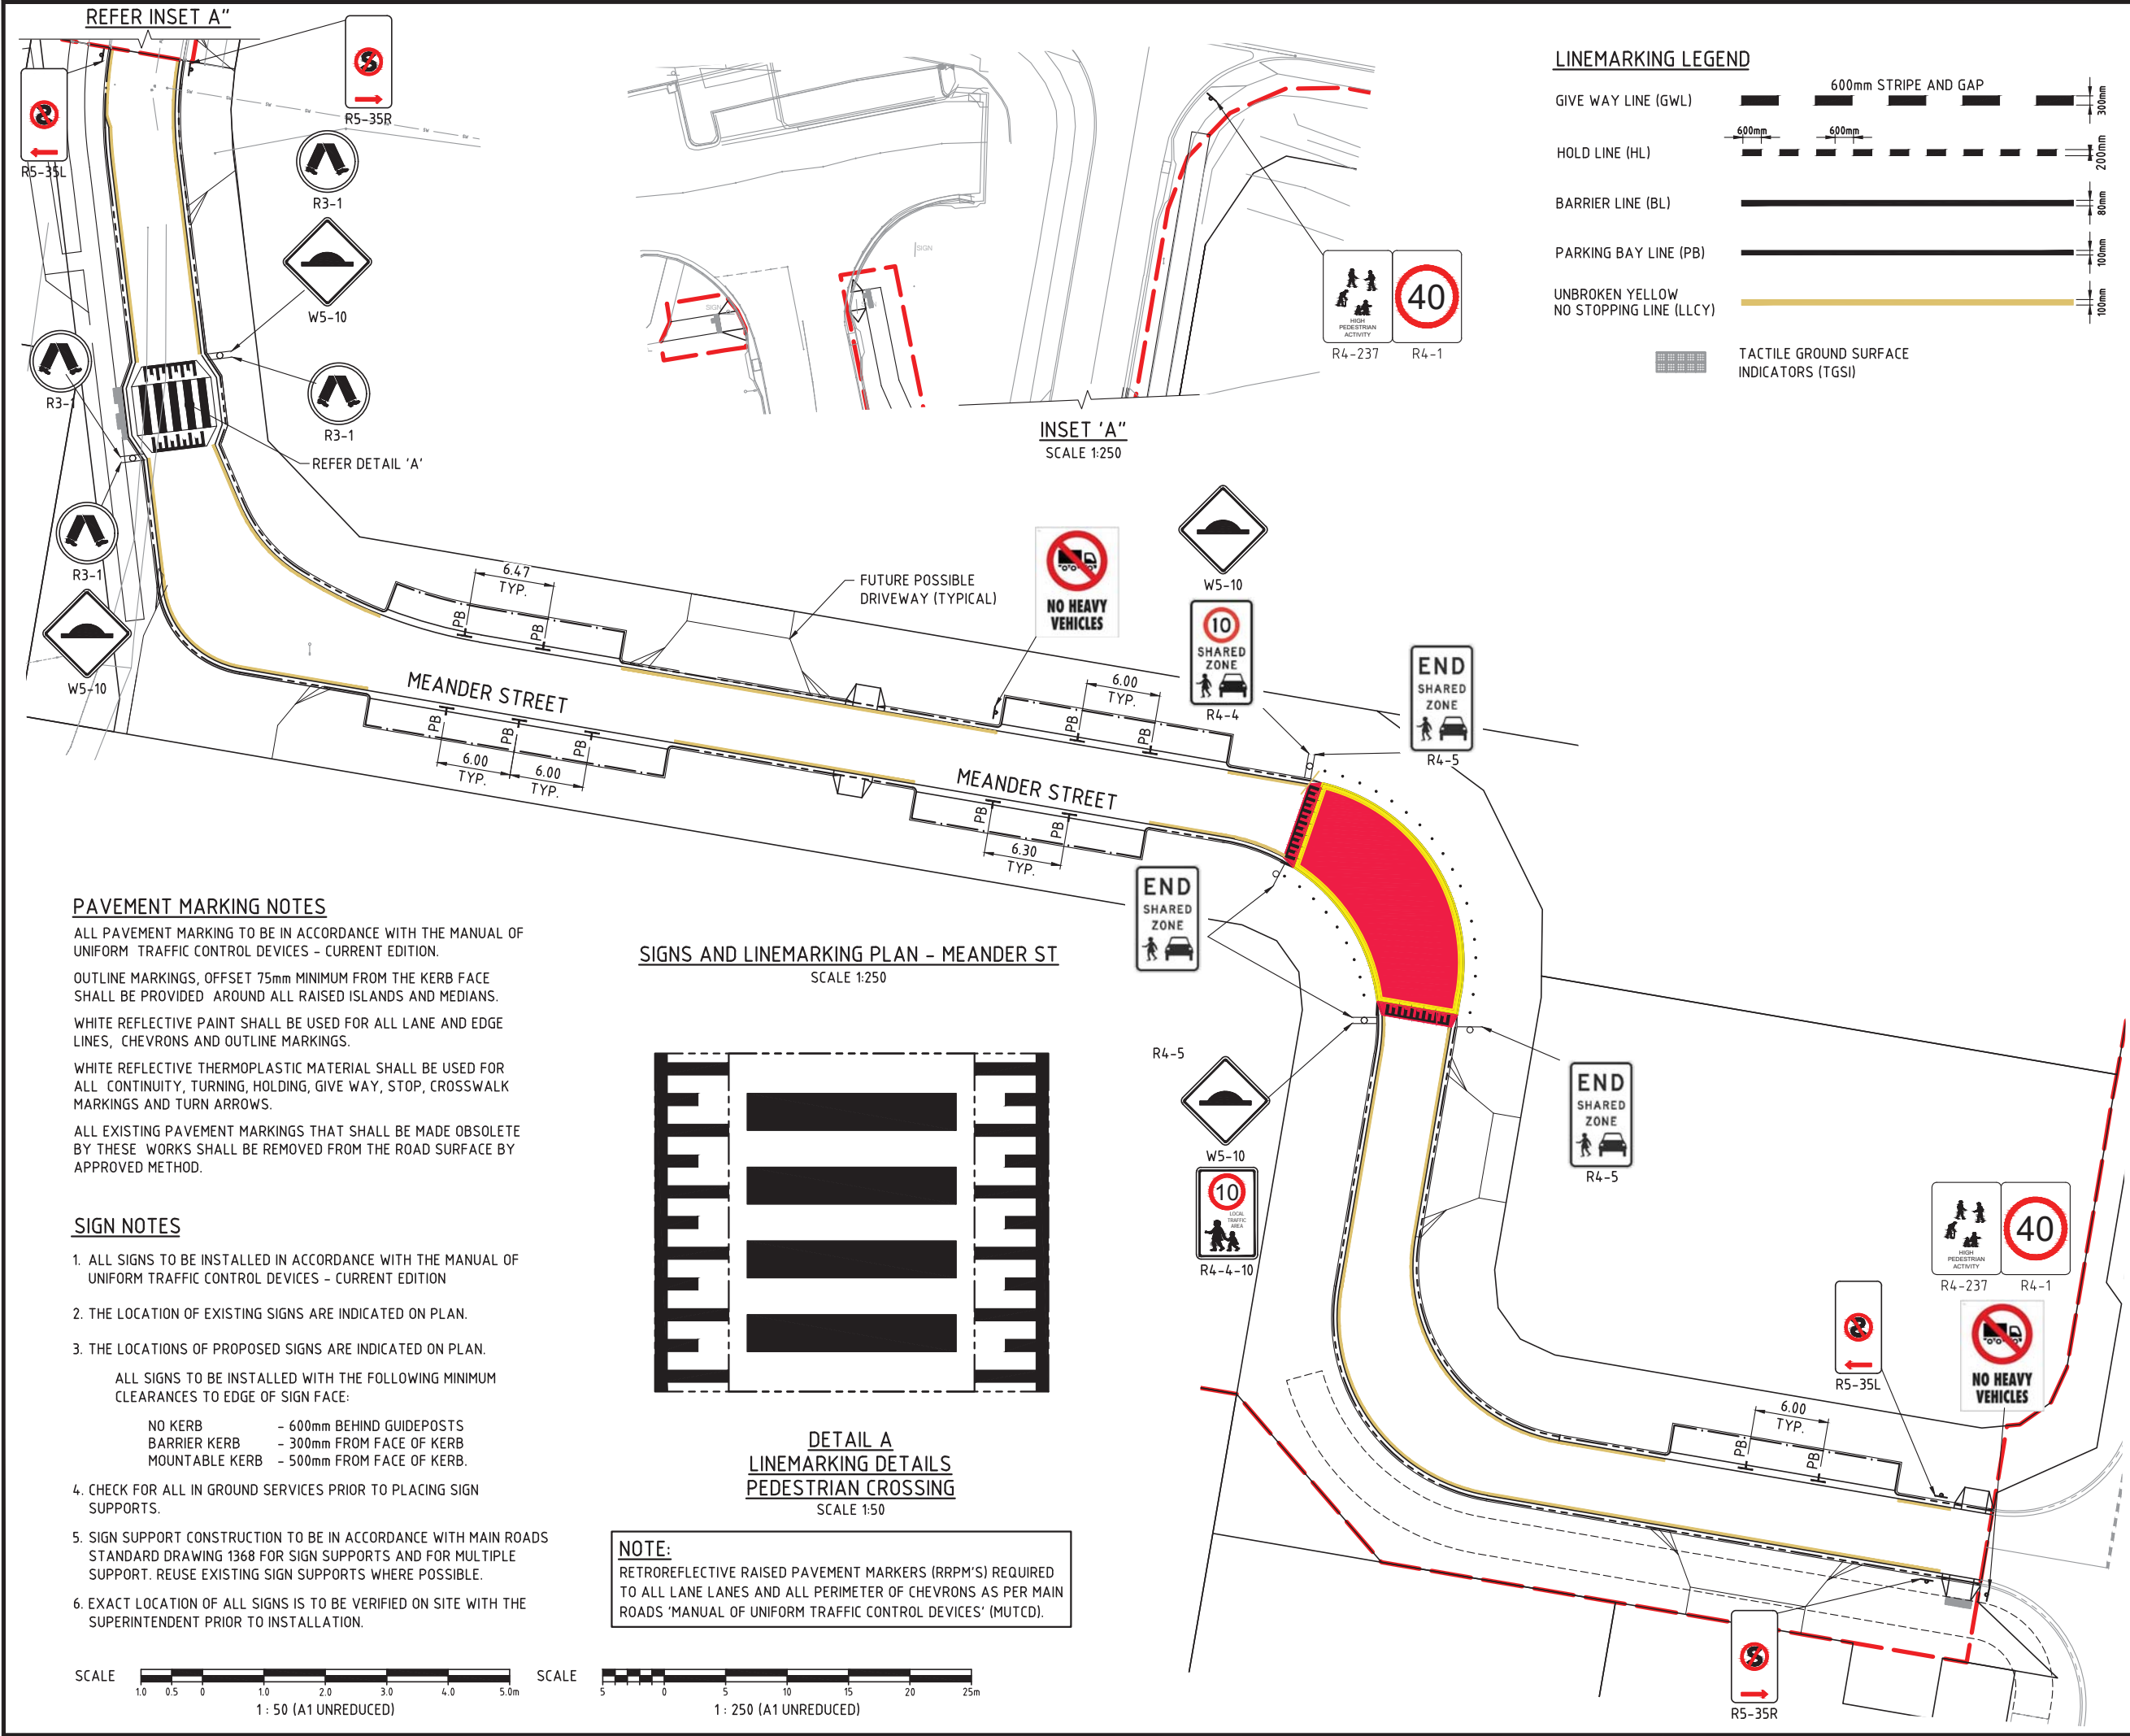 REFER INSET A"
R5-35R
R5-35L
R3-1
W5-10
R3-1
R3-1
REFER DETAIL 'A'
R3-1
W5-10
SIGN
SIGN
INSET 'A"
SCALE 1:250
HIGH
PEDESTRIAN
ACTIVITY
40
R4-237
R4-1
LINEMARKING LEGEND
600mm STRIPE AND GAP
GIVE WAY LINE (GWL)
300mm
600mm
600mm
HOLD LINE (HL)
200mm
BARRIER LINE (BL)
80mm
PARKING BAY LINE (PB)
100mm
UNBROKEN YELLOW
NO STOPPING LINE (LLCY)
100mm
TACTILE GROUND SURFACE
INDICATORS (TGSI)
6.47
TYP.
PB
PB
FUTURE POSSIBLE
DRIVEWAY (TYPICAL)
NO HEAVY
VEHICLES
W5-10
10
SHARED
ZONE
R4-4
END
SHARED
ZONE
R4-5
MEANDER STREET
PB
PB
PB
6.00
TYP.
6.00
TYP.
6.00
TYP.
PB
PB
MEANDER STREET
PB
PB
6.30
TYP.
END
SHARED
ZONE
R4-5
W5-10
10
LOCAL
TRAFFIC
AREA
R4-4-10
END
SHARED
ZONE
R4-5
HIGH
PEDESTRIAN
ACTIVITY
40
R4-237
R4-1
R5-35L
NO HEAVY
VEHICLES
6.00
TYP.
PB
PB
R5-35R
PAVEMENT MARKING NOTES
ALL PAVEMENT MARKING TO BE IN ACCORDANCE WITH THE MANUAL OF
UNIFORM TRAFFIC CONTROL DEVICES - CURRENT EDITION.
OUTLINE MARKINGS, OFFSET 75mm MINIMUM FROM THE KERB FACE
SHALL BE PROVIDED AROUND ALL RAISED ISLANDS AND MEDIANS.
WHITE REFLECTIVE PAINT SHALL BE USED FOR ALL LANE AND EDGE
LINES, CHEVRONS AND OUTLINE MARKINGS.
WHITE REFLECTIVE THERMOPLASTIC MATERIAL SHALL BE USED FOR
ALL CONTINUITY, TURNING, HOLDING, GIVE WAY, STOP, CROSSWALK
MARKINGS AND TURN ARROWS.
ALL EXISTING PAVEMENT MARKINGS THAT SHALL BE MADE OBSOLETE
BY THESE WORKS SHALL BE REMOVED FROM THE ROAD SURFACE BY
APPROVED METHOD.
SIGN NOTES
1. ALL SIGNS TO BE INSTALLED IN ACCORDANCE WITH THE MANUAL OF
UNIFORM TRAFFIC CONTROL DEVICES - CURRENT EDITION
2. THE LOCATION OF EXISTING SIGNS ARE INDICATED ON PLAN.
3. THE LOCATIONS OF PROPOSED SIGNS ARE INDICATED ON PLAN.
ALL SIGNS TO BE INSTALLED WITH THE FOLLOWING MINIMUM
CLEARANCES TO EDGE OF SIGN FACE:
NO KERB - 600mm BEHIND GUIDEPOSTS
BARRIER KERB - 300mm FROM FACE OF KERB
MOUNTABLE KERB - 500mm FROM FACE OF KERB.
4. CHECK FOR ALL IN GROUND SERVICES PRIOR TO PLACING SIGN
SUPPORTS.
5. SIGN SUPPORT CONSTRUCTION TO BE IN ACCORDANCE WITH MAIN ROADS
STANDARD DRAWING 1368 FOR SIGN SUPPORTS AND FOR MULTIPLE
SUPPORT. REUSE EXISTING SIGN SUPPORTS WHERE POSSIBLE.
6. EXACT LOCATION OF ALL SIGNS IS TO BE VERIFIED ON SITE WITH THE
SUPERINTENDENT PRIOR TO INSTALLATION.
SIGNS AND LINEMARKING PLAN - MEANDER ST
SCALE 1:250
DETAIL A
LINEMARKING DETAILS
PEDESTRIAN CROSSING
SCALE 1:50
NOTE:
RETROREFLECTIVE RAISED PAVEMENT MARKERS (RRPM'S) REQUIRED
TO ALL LANE LANES AND ALL PERIMETER OF CHEVRONS AS PER MAIN
ROADS 'MANUAL OF UNIFORM TRAFFIC CONTROL DEVICES' (MUTCD).
SCALE
1.0 0.5 0 1.0 2.0 3.0 4.0 5.0m
1 : 50 (A1 UNREDUCED)
SCALE
5 0 5 10 15 20 25m
1 : 250 (A1 UNREDUCED)